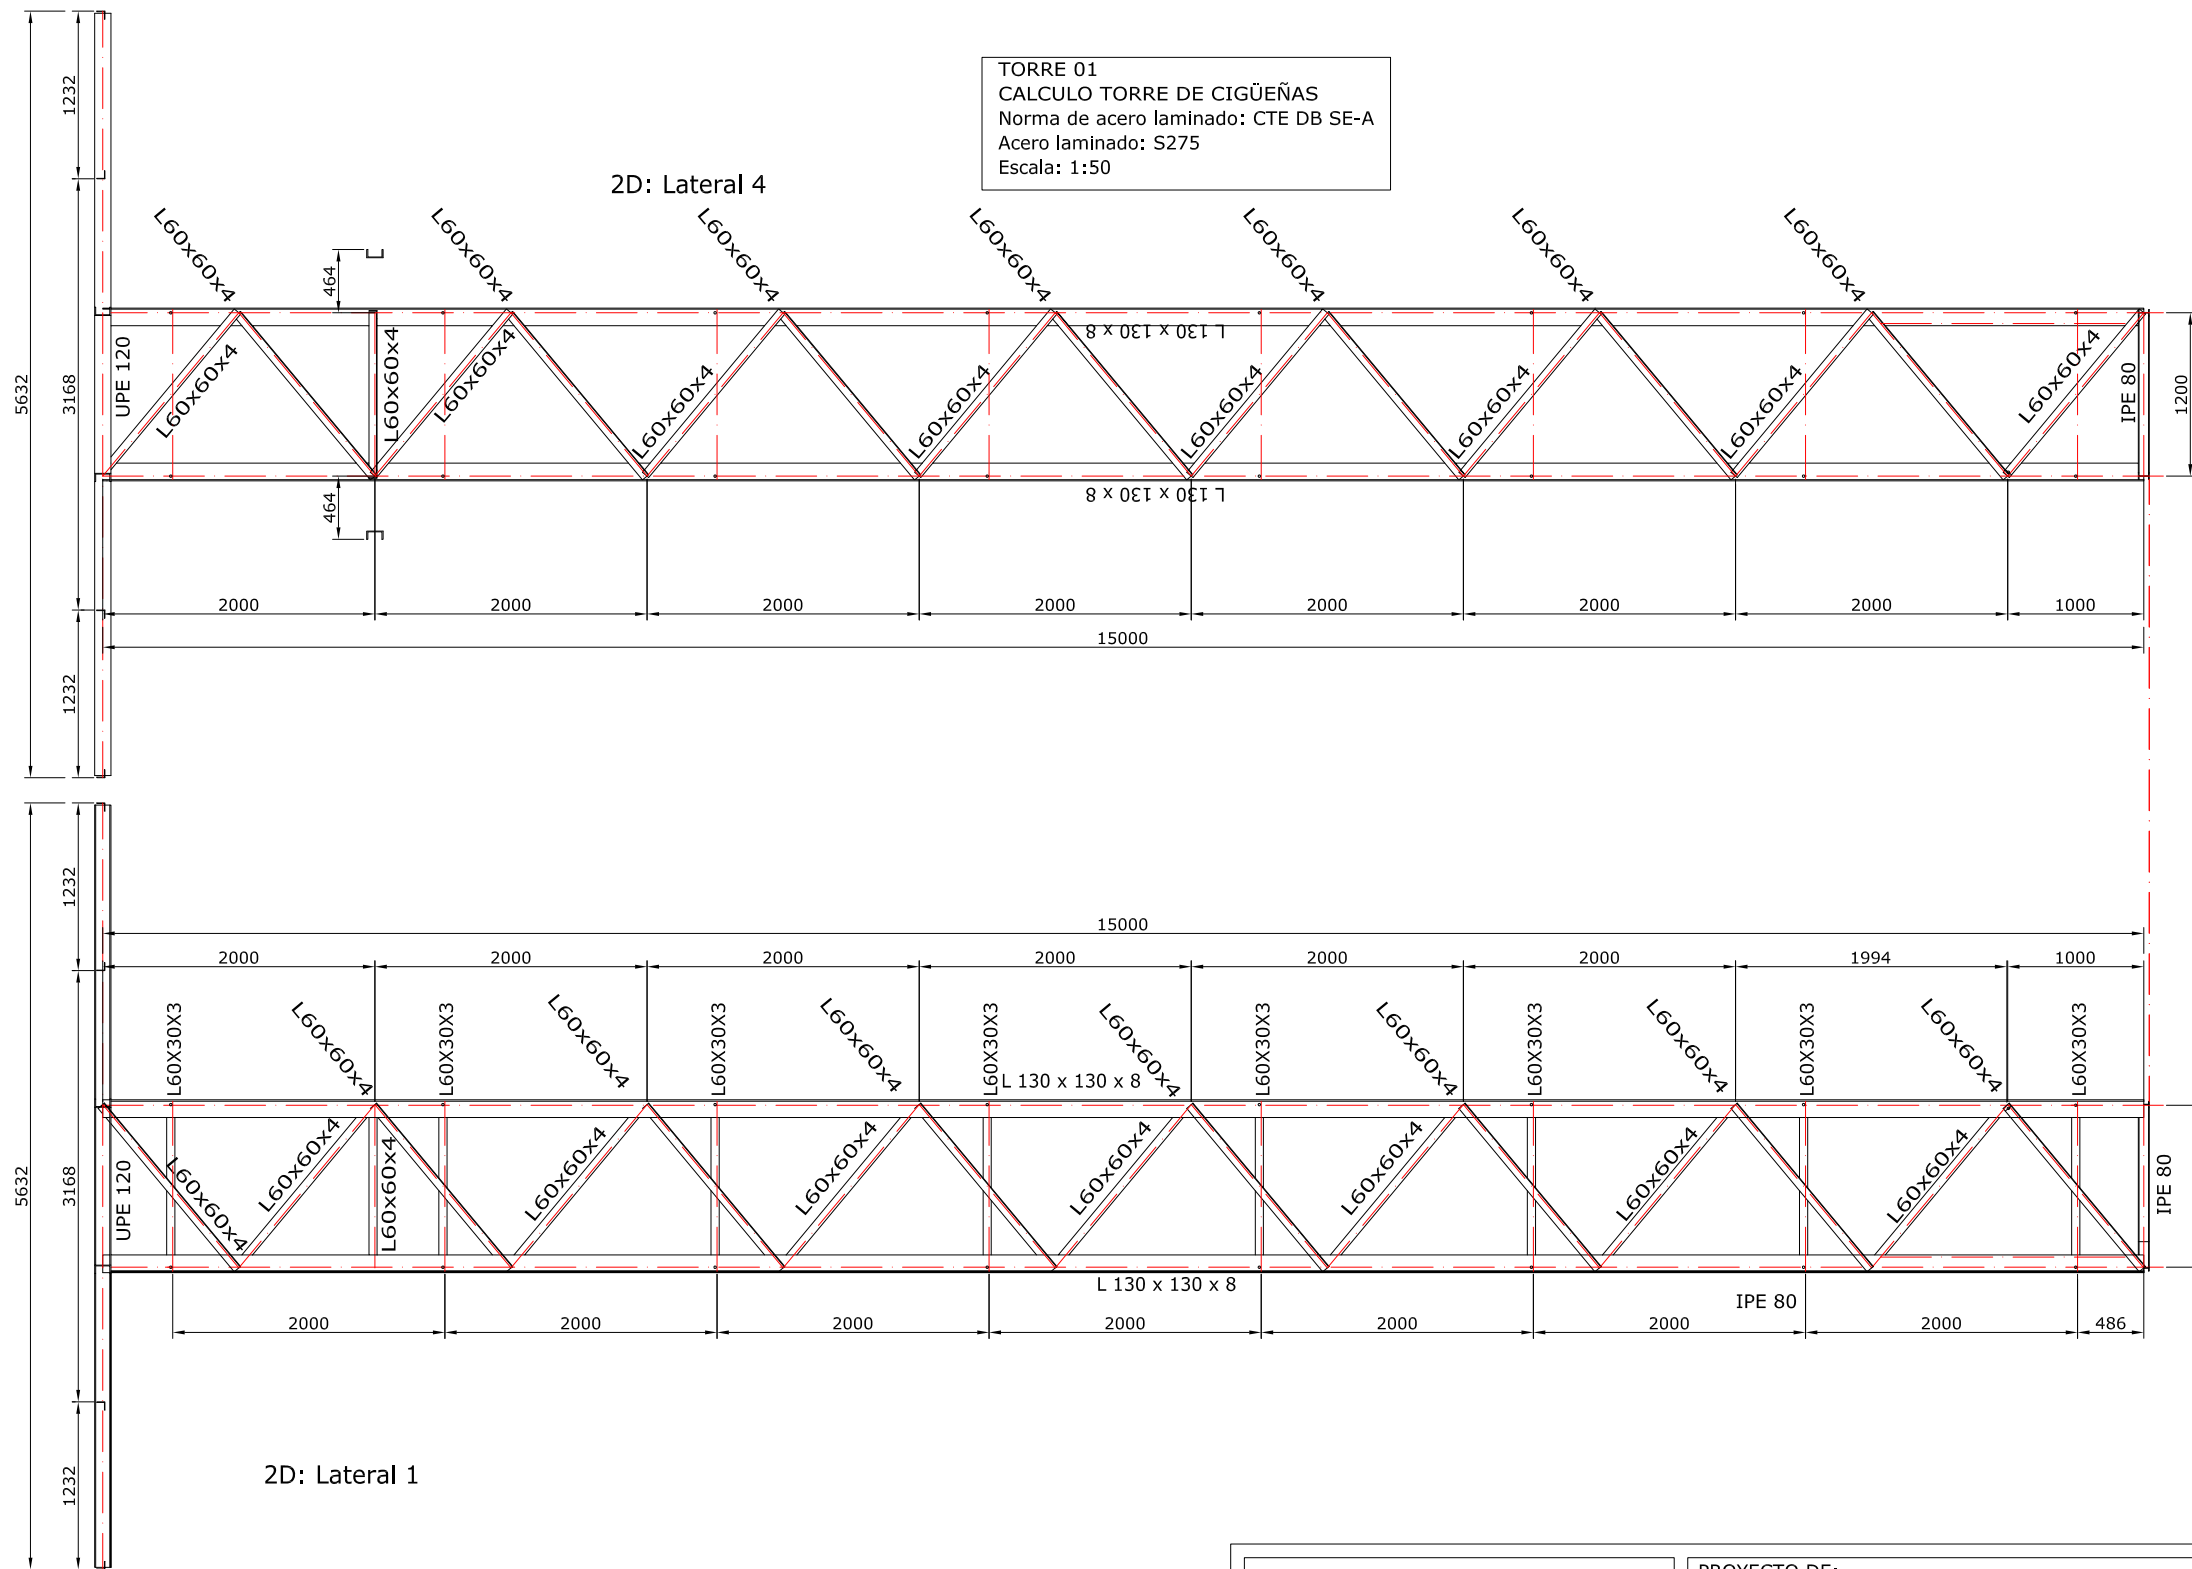 TORRE 01
CALCULO TORRE DE CIGÜEÑAS
Norma de acero laminado: CTE DB SE-A
Acero laminado: S275
Escala: 1:50
2D: Lateral 4
1232
3168
5632
1232
464
464
L60x60x4
L60x60x4
L60x60x4
L60x60x4
L60x60x4
L60x60x4
L60x60x4
UPE 120
L60x60x4
L60x60x4
L60x60x4
L60x60x4
L60x60x4
L60x60x4
L60x60x4
L60x60x4
L60x60x4
L 130 x 130 x 8
L 130 x 130 x 8
IPE 80
1200
2000
2000
2000
2000
2000
2000
2000
1000
15000
1232
3168
5632
1232
15000
2000
2000
2000
2000
2000
2000
1994
1000
L60X30X3
L60x60x4
L60X30X3
L60x60x4
L60X30X3
L60x60x4
L60X30X3
L 130 x 130 x 8
L60x60x4
L60X30X3
L60x60x4
L60X30X3
L60x60x4
L60X30X3
L60x60x4
L60X30X3
UPE 120
L60x60x4
L60x60x4
L60x60x4
L60x60x4
L60x60x4
L60x60x4
L60x60x4
L60x60x4
L60x60x4
IPE 80
L 130 x 130 x 8
IPE 80
2000
2000
2000
2000
2000
2000
2000
486
2D: Lateral 1